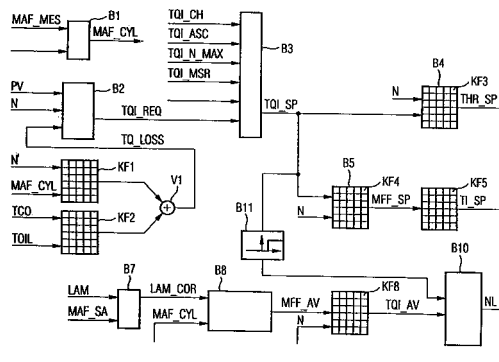 MAF_MES
B1
MAF_CYL
TQI_CH
TQI_ASC
TQI_N_MAX
TQI_MSR
B3
TQI_SP
B4
N
KF3
THR_SP
PV
N
B2
TQI_REQ
TQ_LOSS
N
KF1
MAF_CYL
V1
TCO
KF2
TOIL
B5
KF4
N
MFF_SP
KF5
TI_SP
B11
B10
NL
LAM
B7
LAM_COR
MAF_SA
B8
MAF_CYL
MFF_AV
KF8
N
TQI_AV